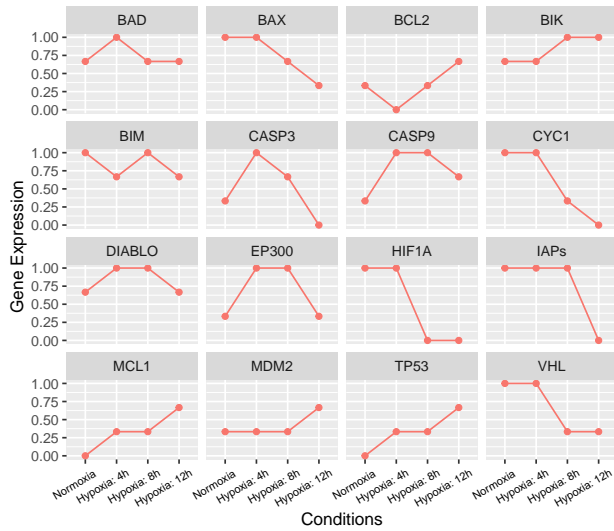 BAD BAX BCL2 BIK
1.00
0.75
0.50
0.25
0.00
BIM CASP3 CASP9 CYC1
1.00
0.75
0.50
0.25
0.00
DIABLO EP300 HIF1A IAPs
1.00
0.75
0.50
0.25
0.00
MCL1 MDM2 TP53 VHL
1.00
0.75
0.50
0.25
0.00
Gene Expression
Normoxia Hypoxia: 4h Hypoxia: 8h Hypoxia: 12h Normoxia Hypoxia: 4h Hypoxia: 8h Hypoxia: 12h Normoxia Hypoxia: 4h Hypoxia: 8h Hypoxia: 12h Normoxia Hypoxia: 4h Hypoxia: 8h Hypoxia: 12h
Conditions